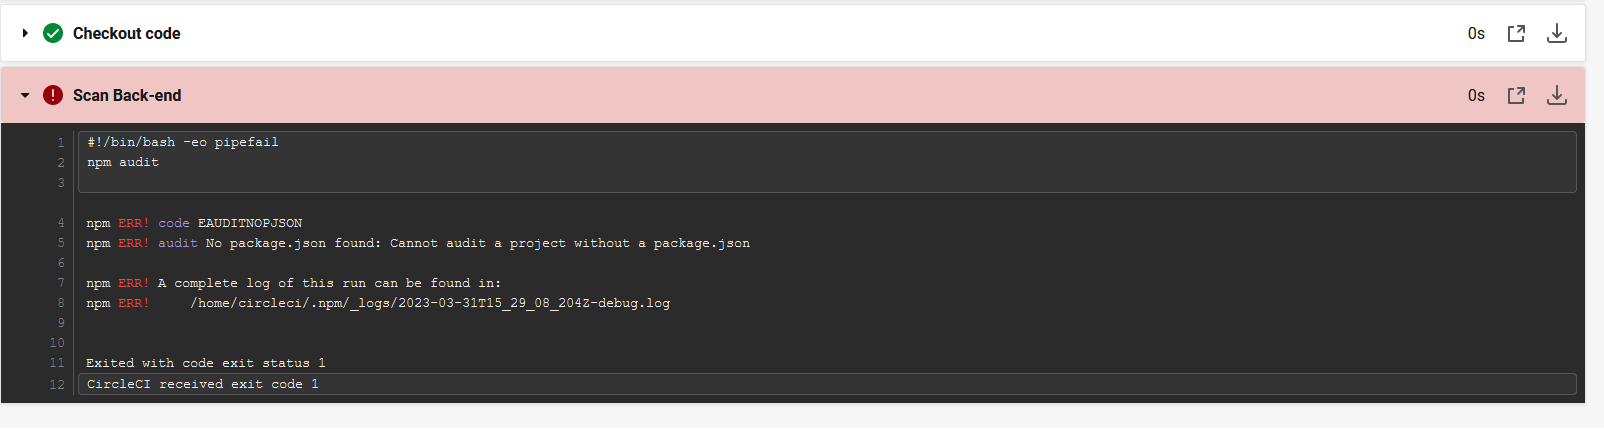 Checkout code 0s
Scan Back-end 0s
1 #!/bin/bash -eo pipefail
2 npm audit
3
4 npm ERR! code EAUDITNOPJSON
5 npm ERR! audit No package.json found: Cannot audit a project without a package.json
6
7 npm ERR! A complete log of this run can be found in:
8 npm ERR!     /home/circleci/.npm/_logs/2023-03-31T15_29_08_204Z-debug.log
9
10
11 Exited with code exit status 1
12 CircleCI received exit code 1